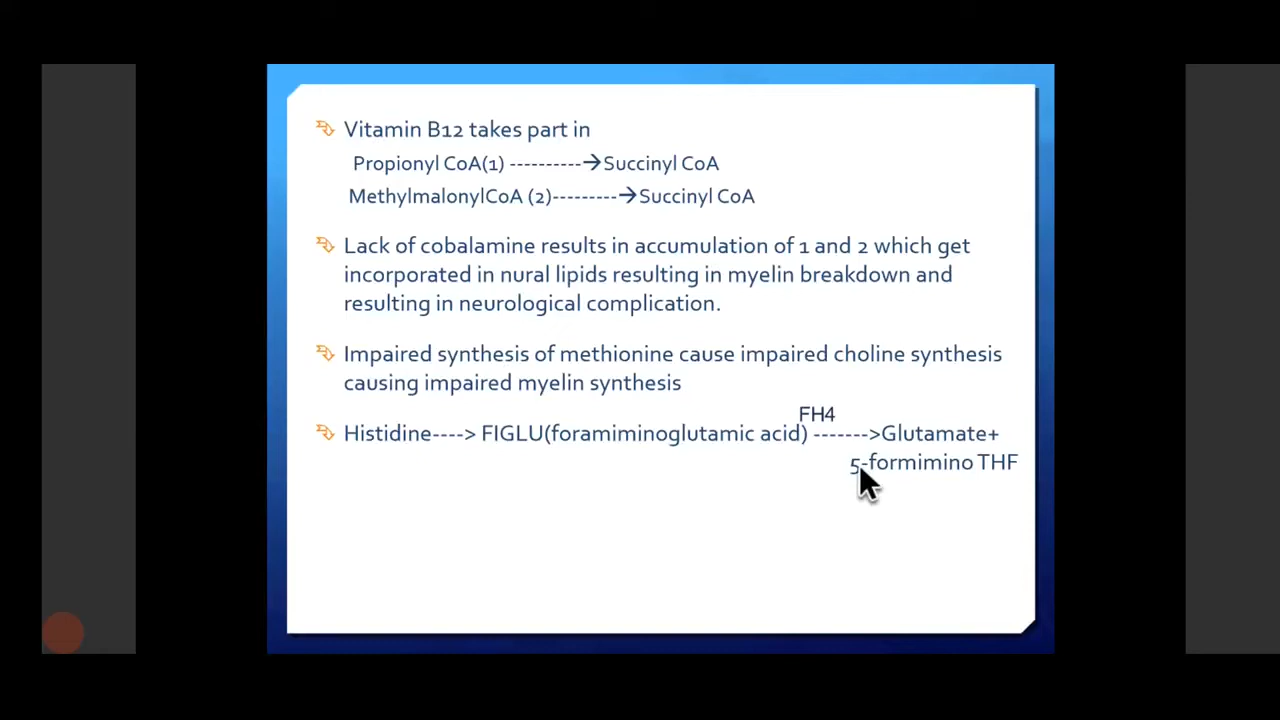 Vitamin B12 takes part in
Propionyl CoA(1) ----------→Succinyl CoA
MethylmalonylCoA (2)---------→Succinyl CoA
Lack of cobalamine results in accumulation of 1 and 2 which get
incorporated in nural lipids resulting in myelin breakdown and
resulting in neurological complication.
Impaired synthesis of methionine cause impaired choline synthesis
causing impaired myelin synthesis
FH4
Histidine----> FIGLU(foramiminoglutamic acid) ------->Glutamate+
5-formimino THF